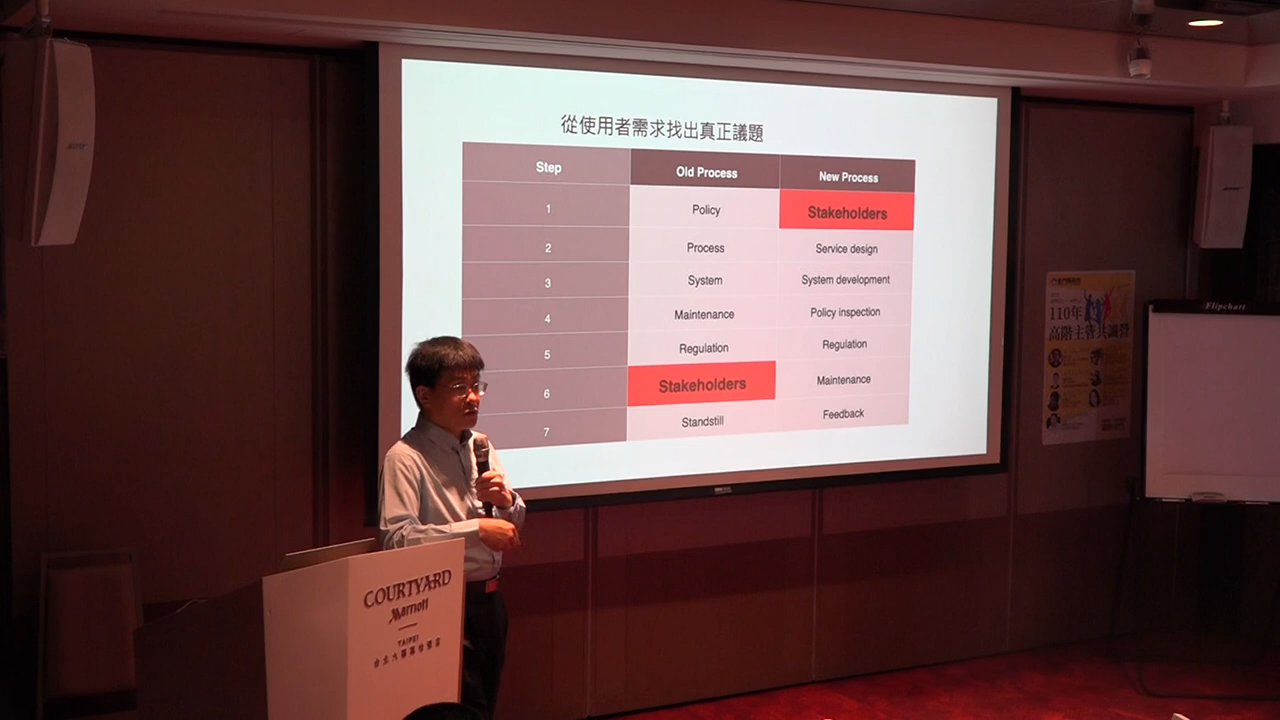 從使用者需求找出真正議題
Step Old Process New Process
1 Policy Stakeholders
2 Process Service design
3 System System development
4 Maintenance Policy inspection
5 Regulation Regulation
6 Stakeholders Maintenance
7 Standstill Feedback
110年
高階主管共識營
Flipchart
COURTYARD
Marriott
TAIPEI